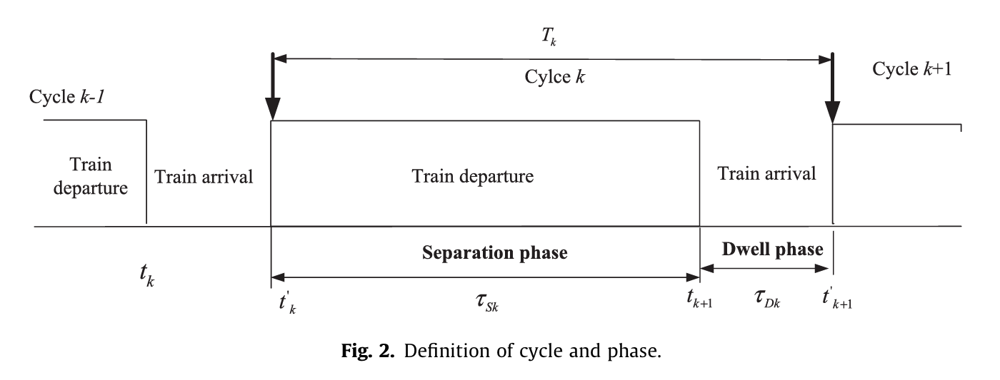 T_k
Cylce k
Cycle k+1
Cycle k-1
Train
departure
Train arrival
Train departure
Train arrival
Separation phase
Dwell phase
t_k
t'_k
τ_Sk
t_k+1
τ_Dk
t'_k+1
Fig. 2. Definition of cycle and phase.